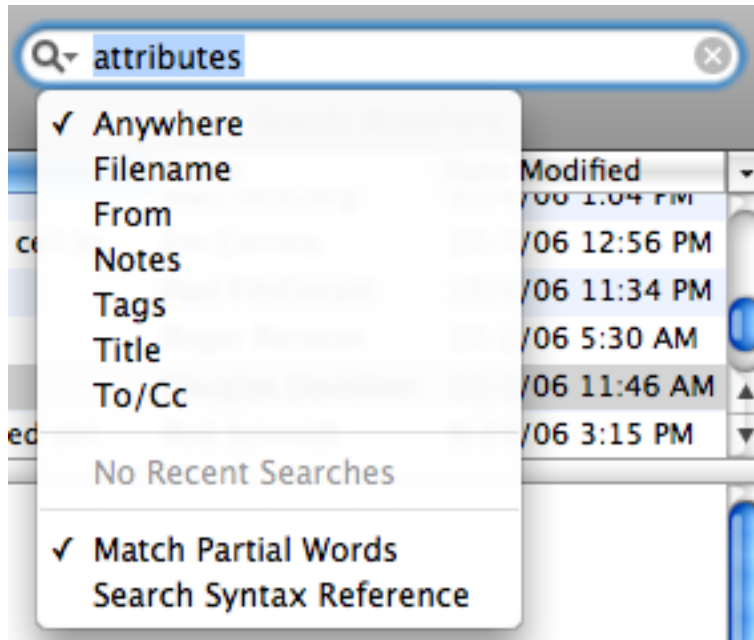 attributes
Anywhere
Filename
Modified
From
/06 1:04 PM
Notes
/06 12:56 PM
Tags
/06 11:34 PM
Title
/06 5:30 AM
To/Cc
/06 11:46 AM
ed
/06 3:15 PM
No Recent Searches
Match Partial Words
Search Syntax Reference